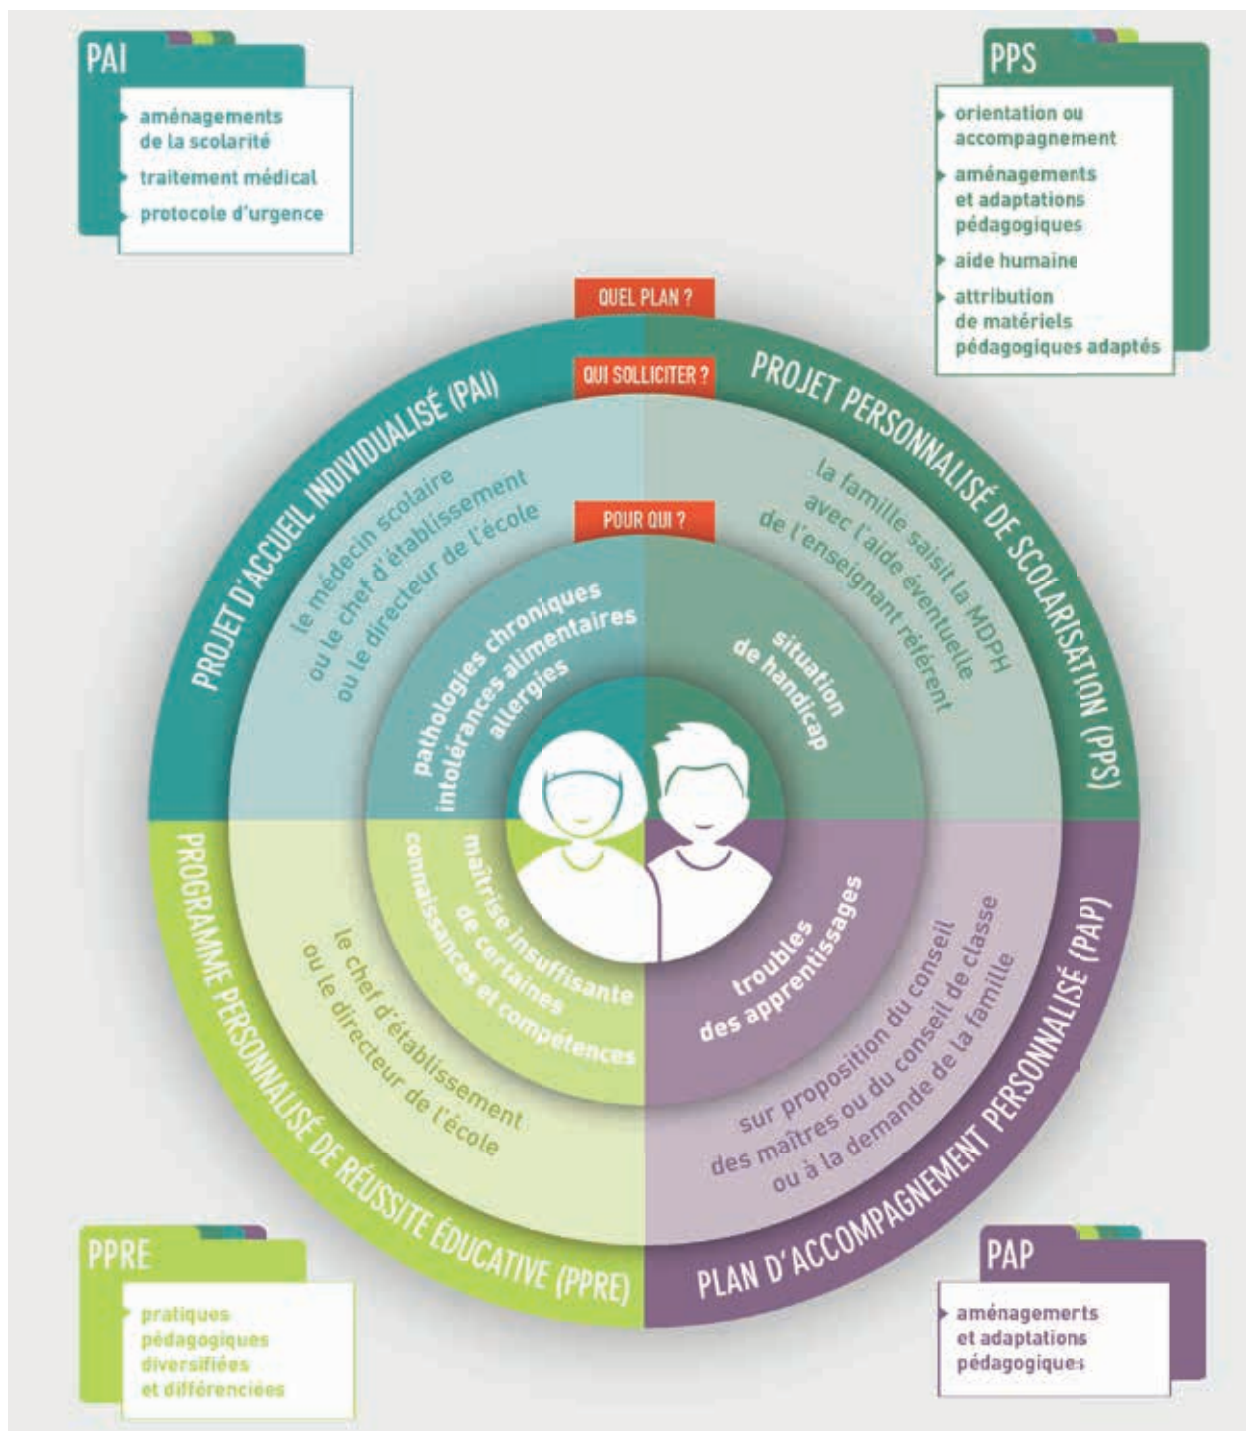 PAI
aménagements
de la scolarité
traitement médical
protocole d'urgence
PPS
orientation ou
accompagnement
aménagements
et adaptations
pédagogiques
aide humaine
attribution
de matériels
pédagogiques adaptés
QUEL PLAN ?
QUI SOLLICITER ?
POUR QUI ?
PROJET D'ACCUEIL INDIVIDUALISÉ (PAI)
le médecin scolaire
ou le chef d'établissement
ou le directeur de l'école
pathologies chroniques
intolérances alimentaires
allergies
PROJET PERSONNALISÉ DE SCOLARISATION (PPS)
la famille saisit la MDPH
avec l'aide éventuelle
de l'enseignant référent
situation
de handicap
PROGRAMME PERSONNALISÉ DE RÉUSSITE ÉDUCATIVE (PPRE)
le chef d'établissement
ou le directeur de l'école
maîtrise insuffisante
de certaines
connaissances et compétences
PLAN D'ACCOMPAGNEMENT PERSONNALISÉ (PAP)
sur proposition du conseil
des maîtres ou du conseil de classe
ou à la demande de la famille
troubles
des apprentissages
PPRE
pratiques
pédagogiques
diversifiées
et différenciées
PAP
aménagements
et adaptations
pédagogiques